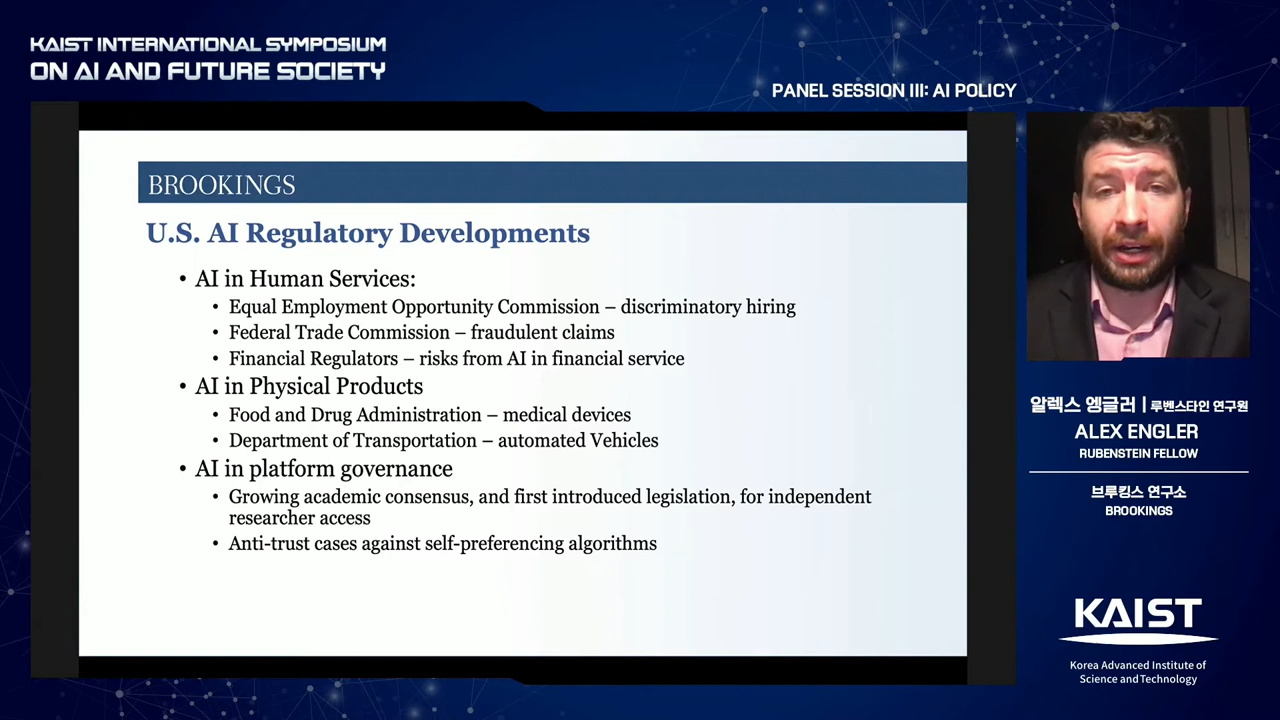 KAIST INTERNATIONAL SYMPOSIUM
ON AI AND FUTURE SOCIETY
PANEL SESSION III: AI POLICY
BROOKINGS
U.S. AI Regulatory Developments
• AI in Human Services:
• Equal Employment Opportunity Commission – discriminatory hiring
• Federal Trade Commission – fraudulent claims
• Financial Regulators – risks from AI in financial service
• AI in Physical Products
• Food and Drug Administration – medical devices
• Department of Transportation – automated Vehicles
• AI in platform governance
• Growing academic consensus, and first introduced legislation, for independent
researcher access
• Anti-trust cases against self-preferencing algorithms
알렉스 엥글러 | 루벤스타인 연구원
ALEX ENGLER
RUBENSTEIN FELLOW
브루킹스 연구소
BROOKINGS
KAIST
Korea Advanced Institute of
Science and Technology